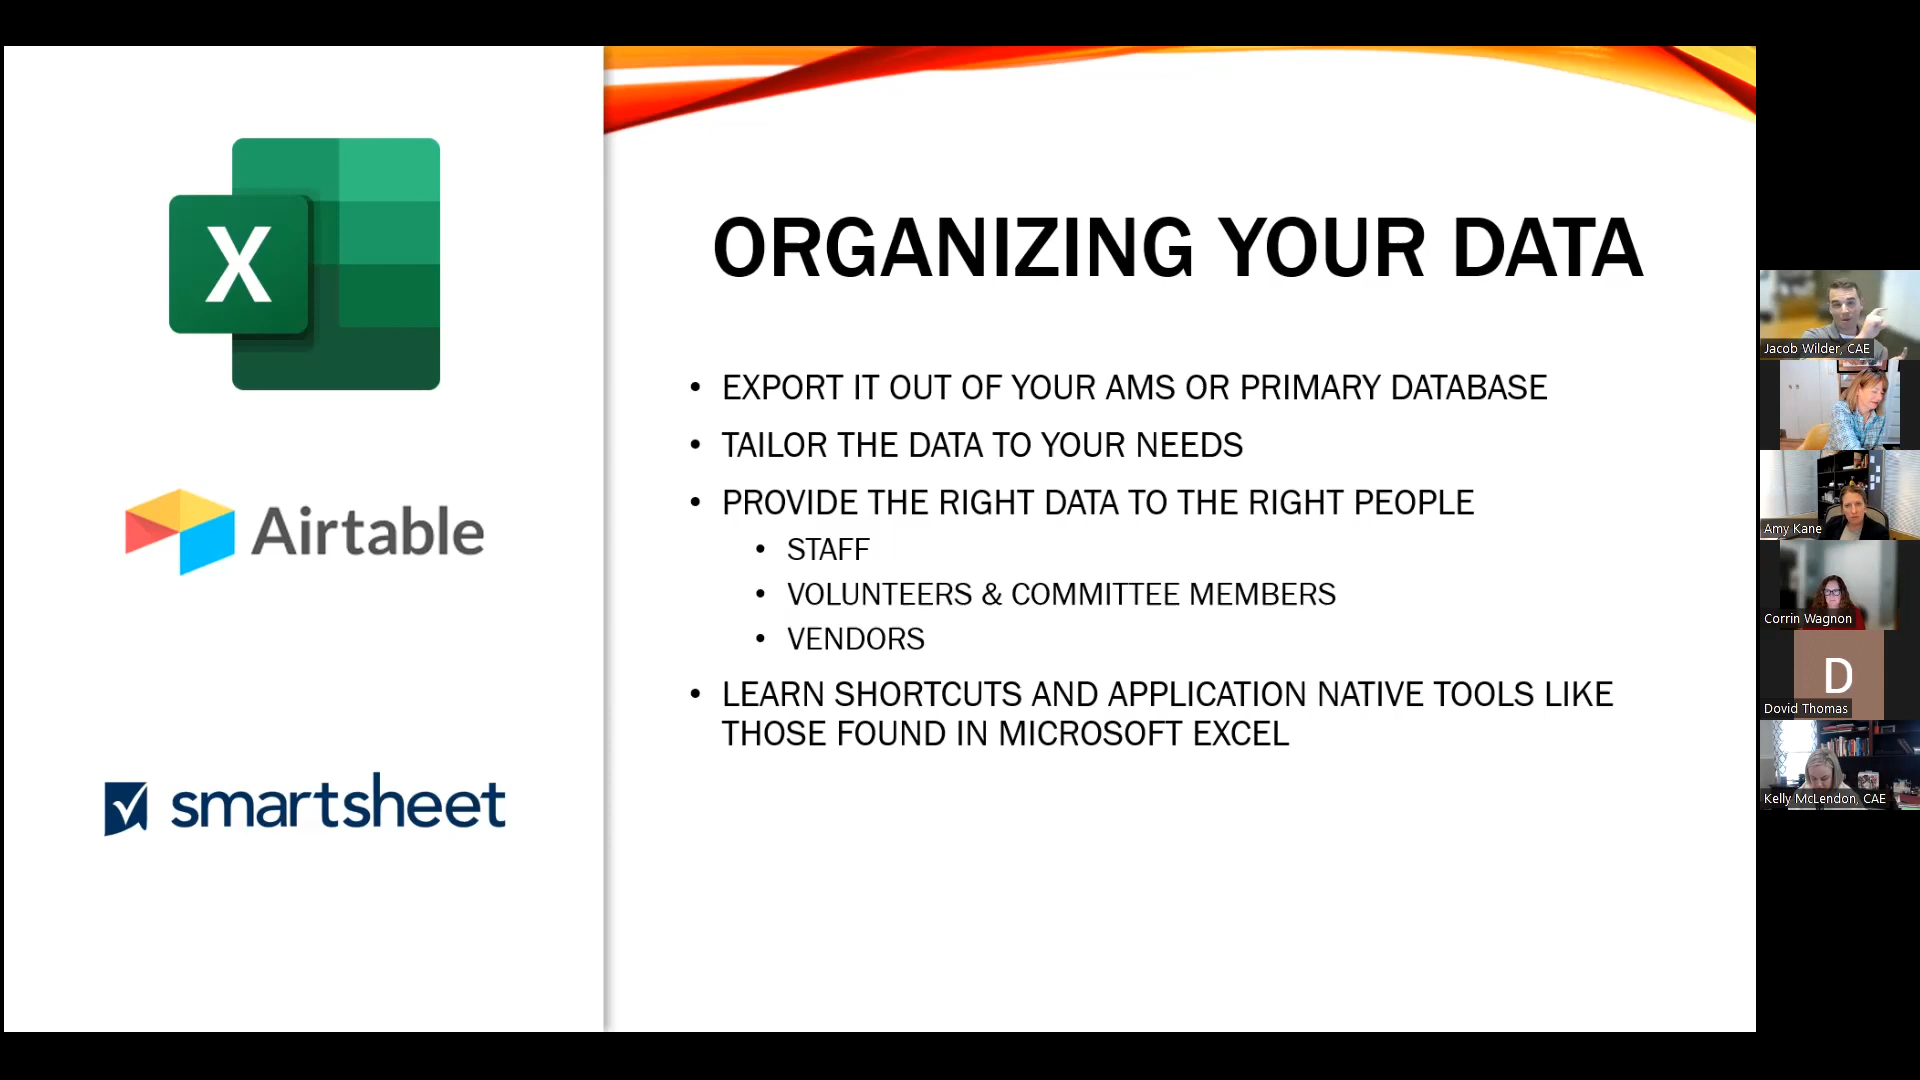 X
Airtable
smartsheet
ORGANIZING YOUR DATA
• EXPORT IT OUT OF YOUR AMS OR PRIMARY DATABASE
• TAILOR THE DATA TO YOUR NEEDS
• PROVIDE THE RIGHT DATA TO THE RIGHT PEOPLE
• STAFF
• VOLUNTEERS & COMMITTEE MEMBERS
• VENDORS
• LEARN SHORTCUTS AND APPLICATION NATIVE TOOLS LIKE
THOSE FOUND IN MICROSOFT EXCEL
Jacob Wilder, CAE
Amy Kane
Corrin Wagnon
D
Dovid Thomas
Kelly McLendon, CAE